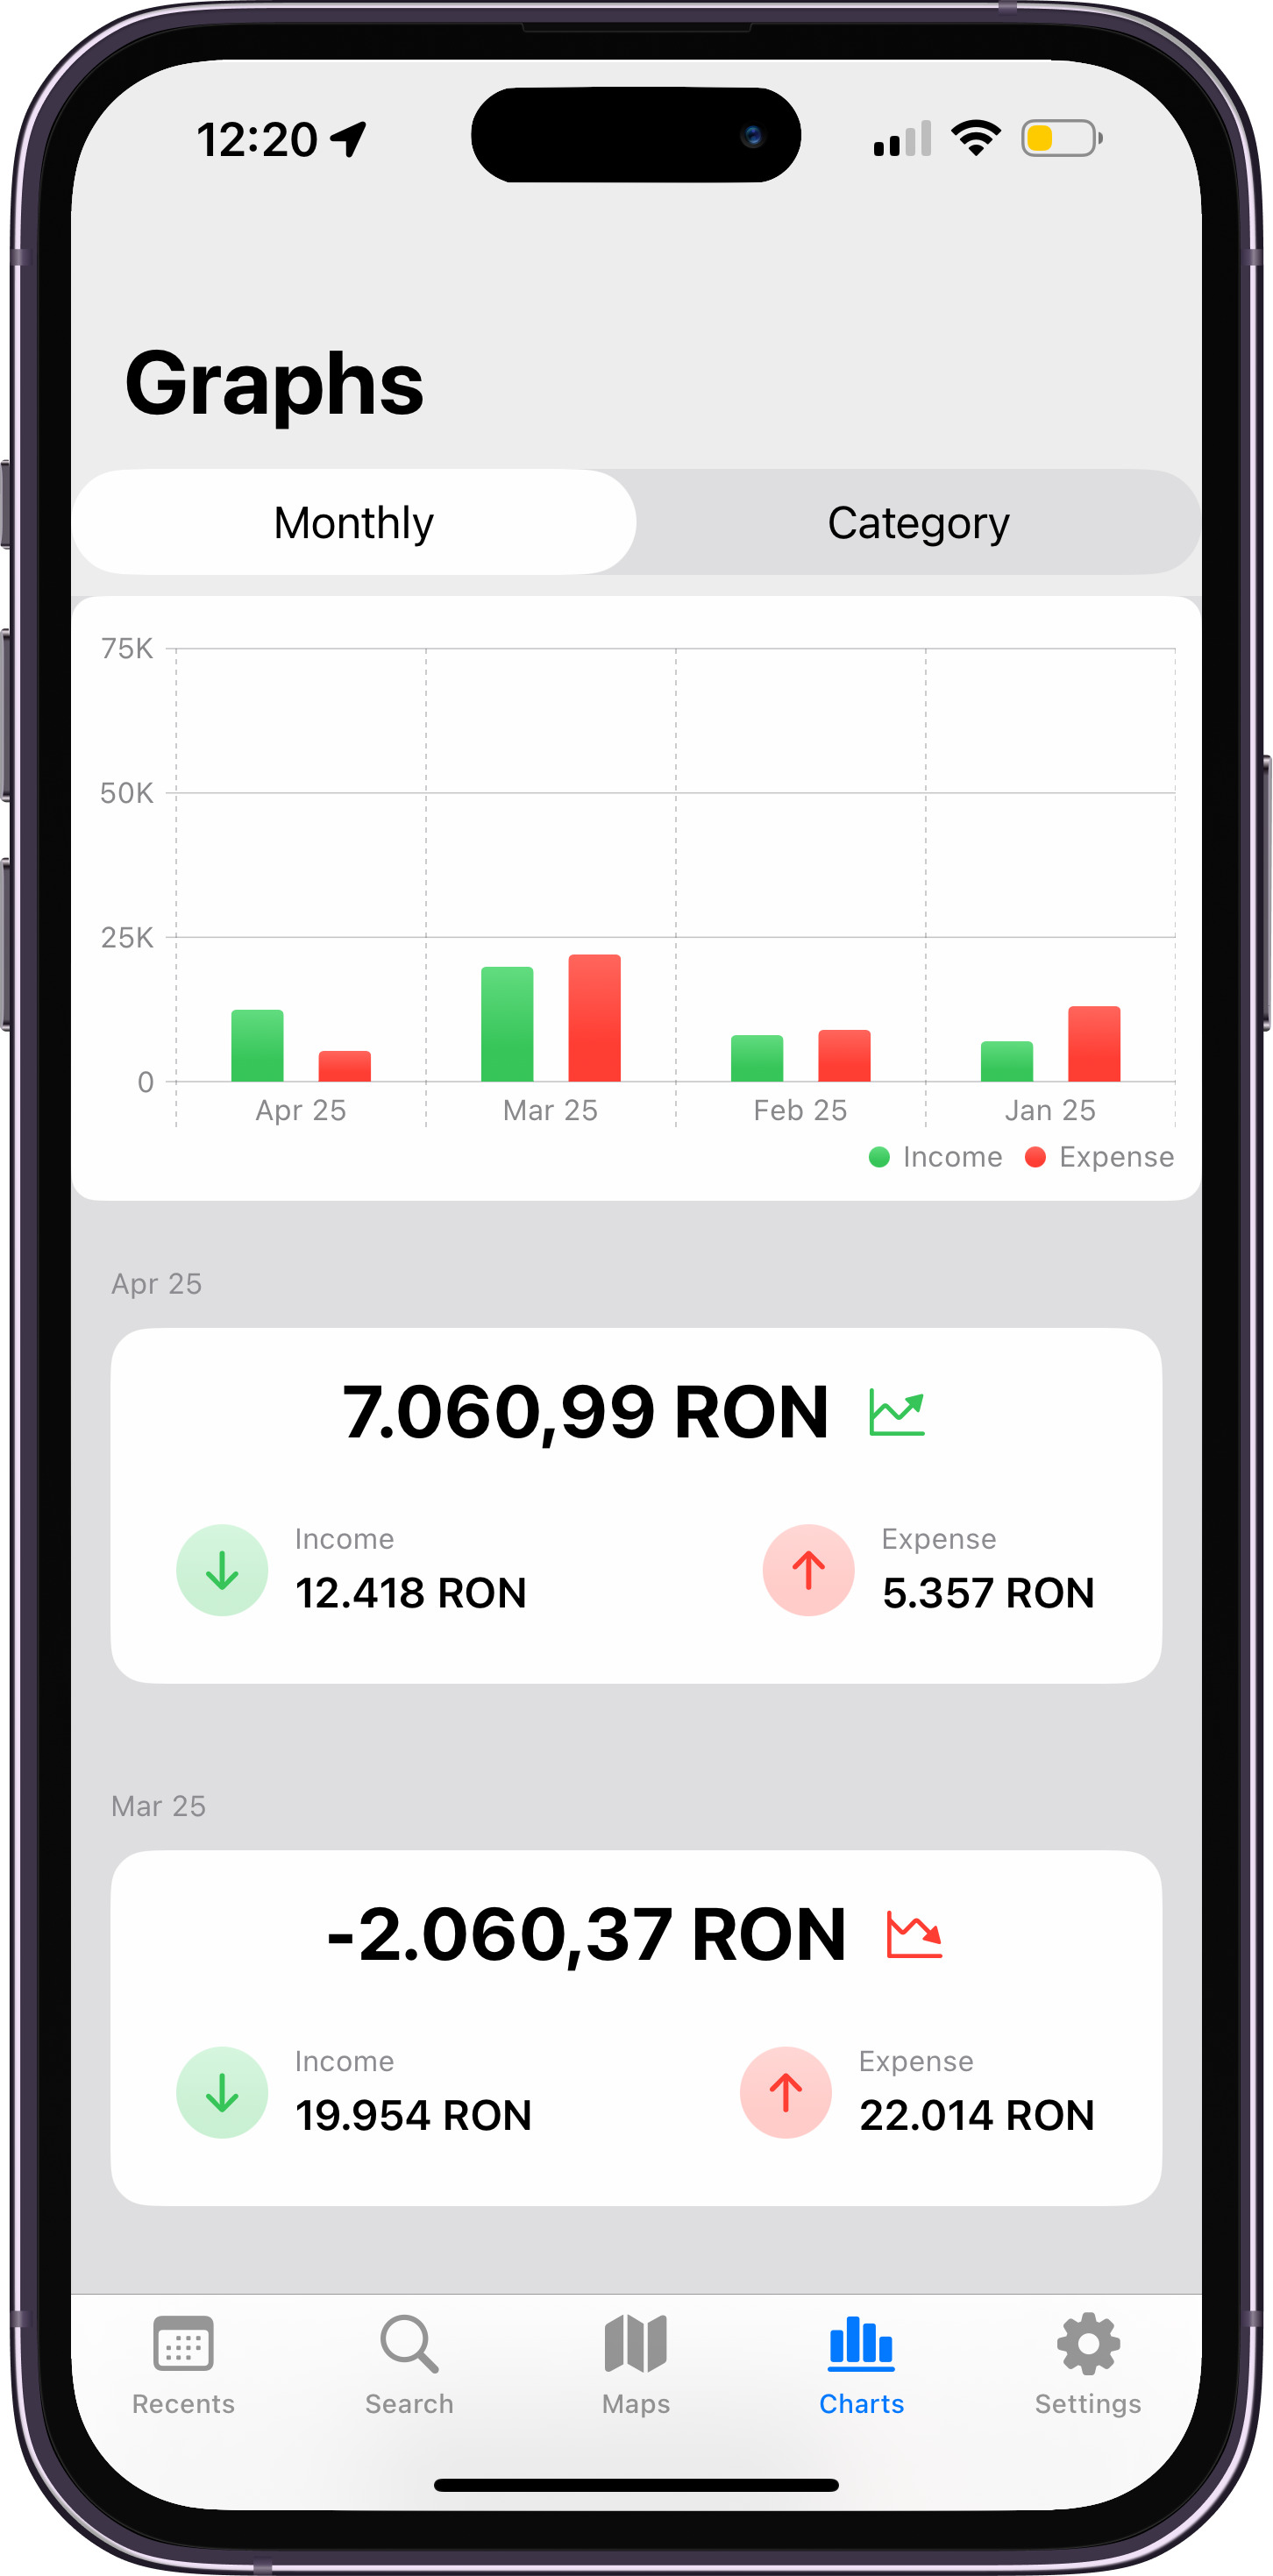 12:20
Graphs
Monthly Category
75K
50K
25K
0
Apr 25 Mar 25 Feb 25 Jan 25
Income Expense
Apr 25
7.060,99 RON
Income Expense
12.418 RON 5.357 RON
Mar 25
-2.060,37 RON
Income Expense
19.954 RON 22.014 RON
Recents Search Maps Charts Settings